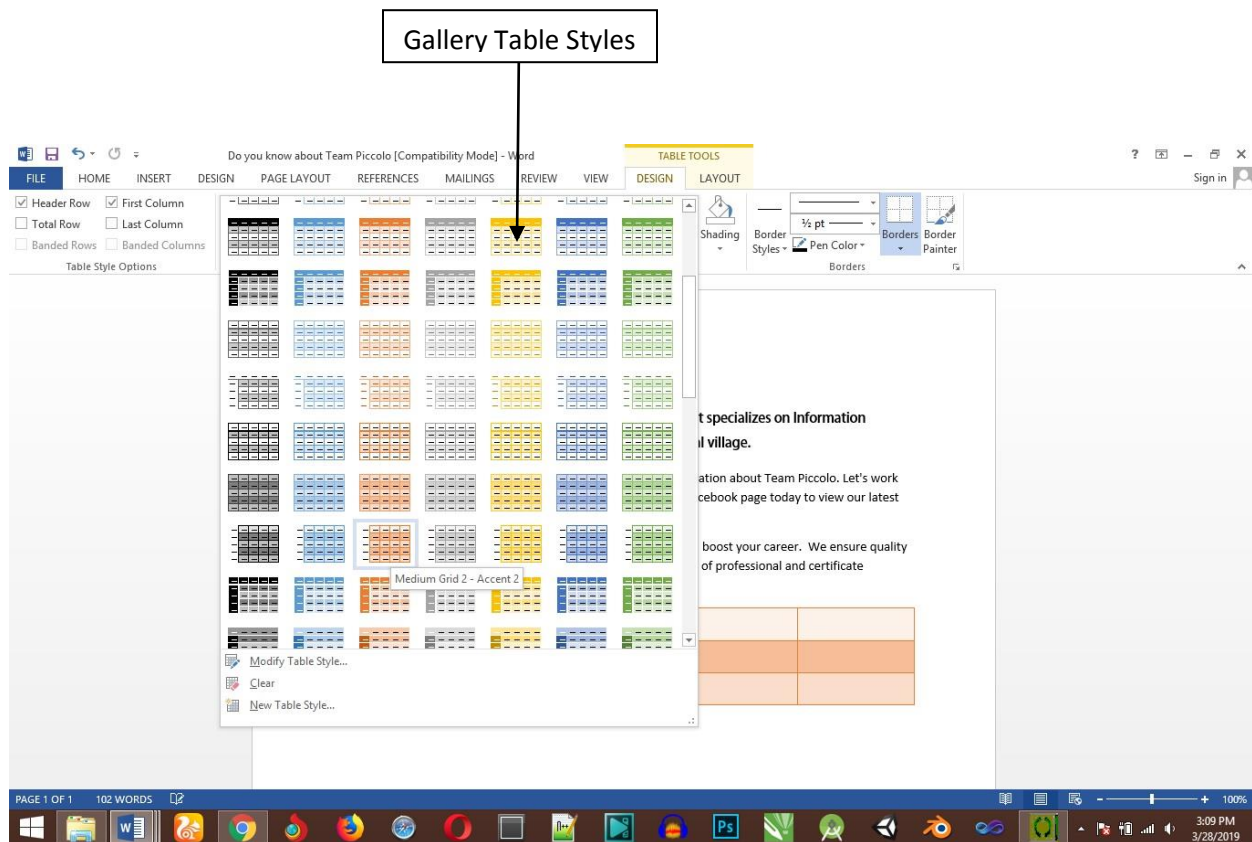 Gallery Table Styles
Do you know about Team Piccolo [Compatibility Mode] - Word
TABLE TOOLS
?
FILE HOME INSERT DESIGN PAGE LAYOUT REFERENCES MAILINGS REVIEW VIEW DESIGN LAYOUT
Sign in
Header Row First Column
Total Row Last Column
Banded Rows Banded Columns
Table Style Options
Shading
Border Styles
½ pt
Pen Color
Borders
Border Painter
Borders
t specializes on Information
l village.
ation about Team Piccolo. Let's work
cebook page today to view our latest
boost your career. We ensure quality
of professional and certificate
Medium Grid 2 - Accent 2
Modify Table Style...
Clear
New Table Style...
PAGE 1 OF 1 102 WORDS
100%
W
Ps
3:09 PM
3/28/2019